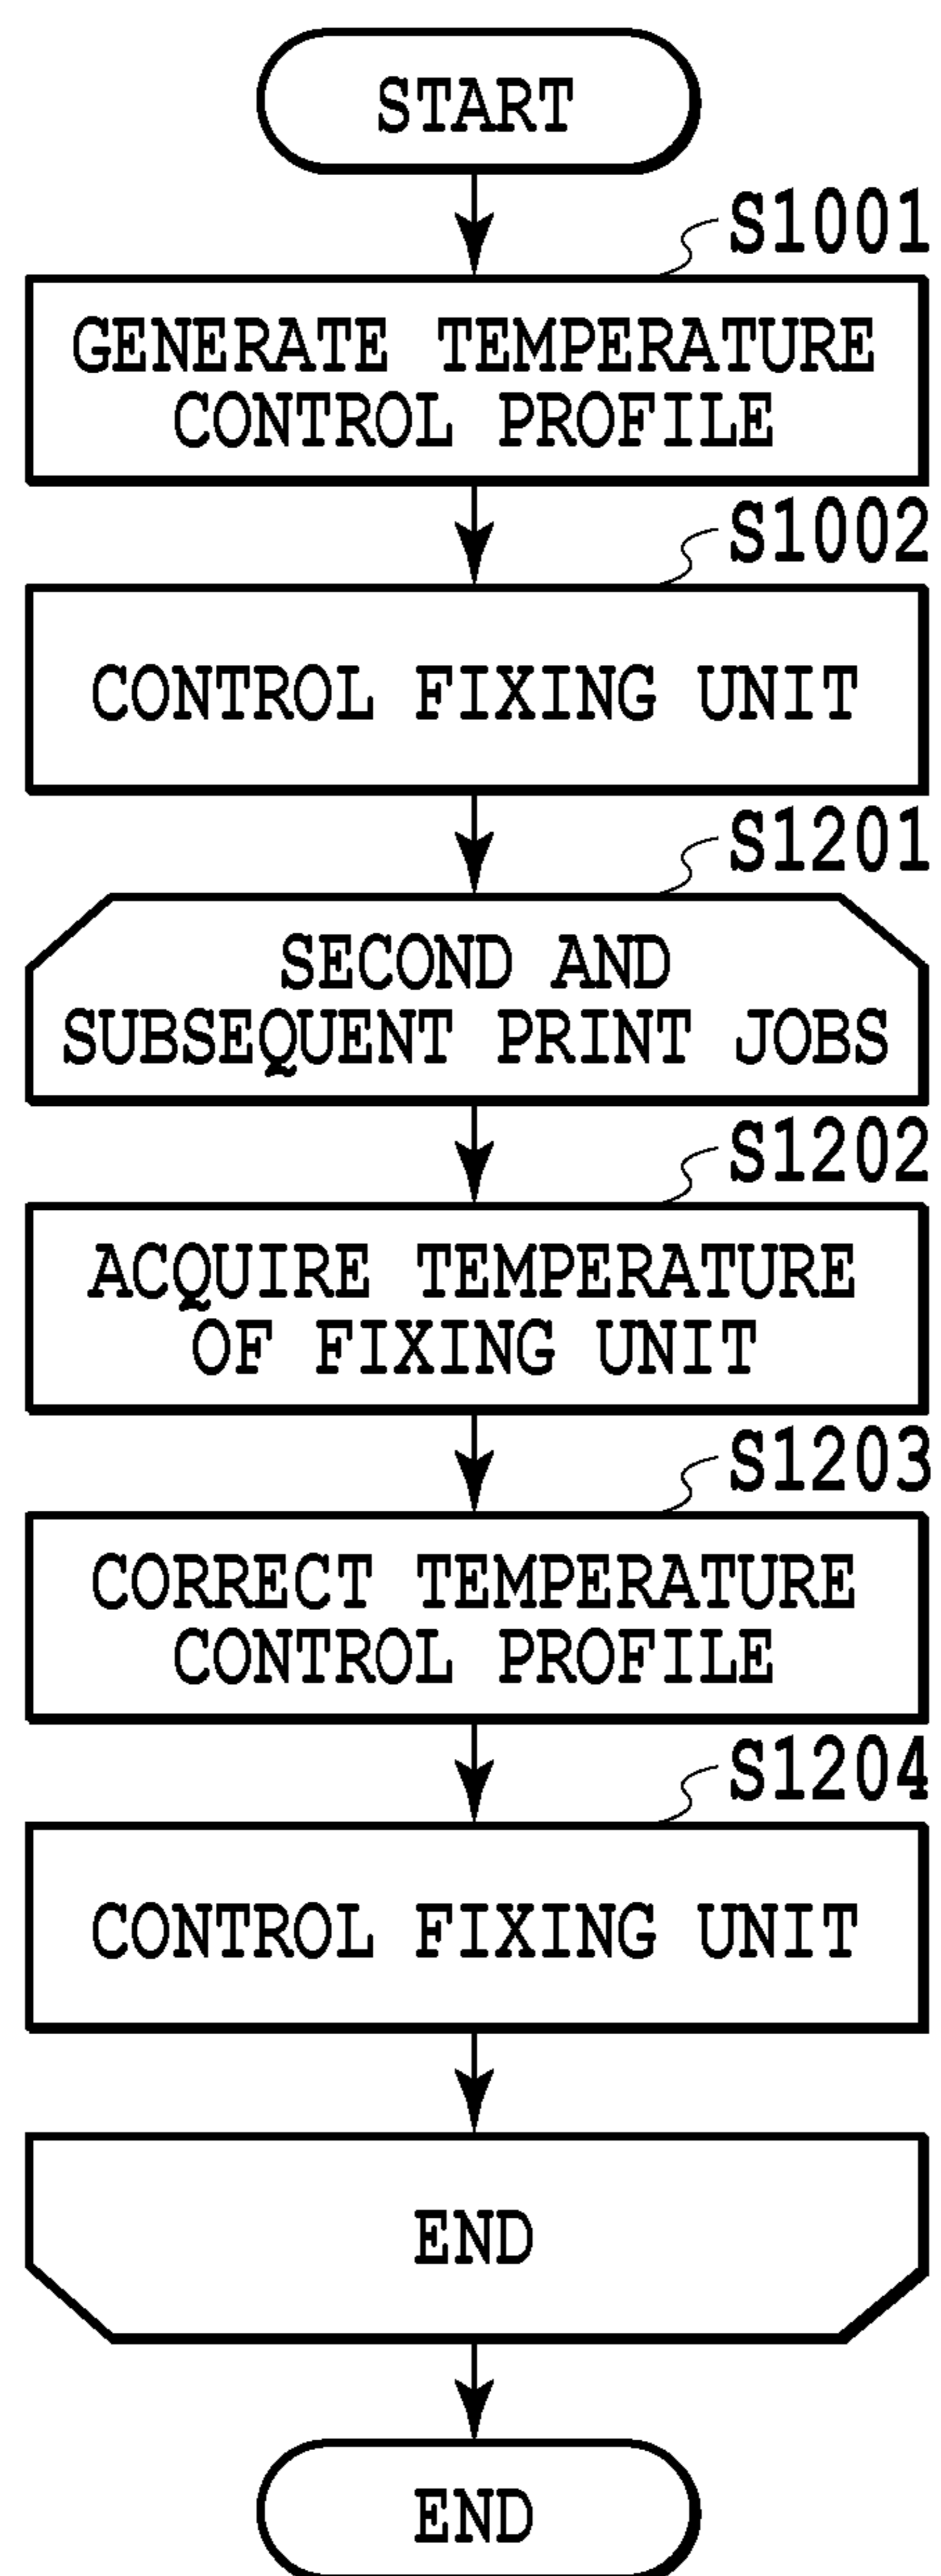 START
S1001
GENERATE TEMPERATURE
CONTROL PROFILE
S1002
CONTROL FIXING UNIT
S1201
SECOND AND
SUBSEQUENT PRINT JOBS
S1202
ACQUIRE TEMPERATURE
OF FIXING UNIT
S1203
CORRECT TEMPERATURE
CONTROL PROFILE
S1204
CONTROL FIXING UNIT
END
END